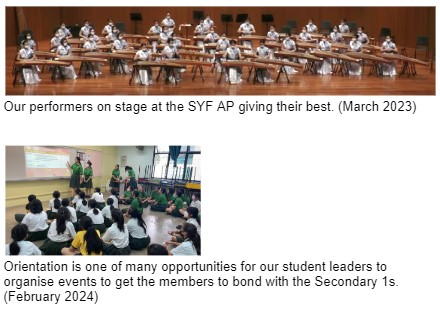 Our performers on stage at the SYF AP giving their best. (March 2023)
Orientation is one of many opportunities for our student leaders to
organise events to get the members to bond with the Secondary 1s.
(February 2024)